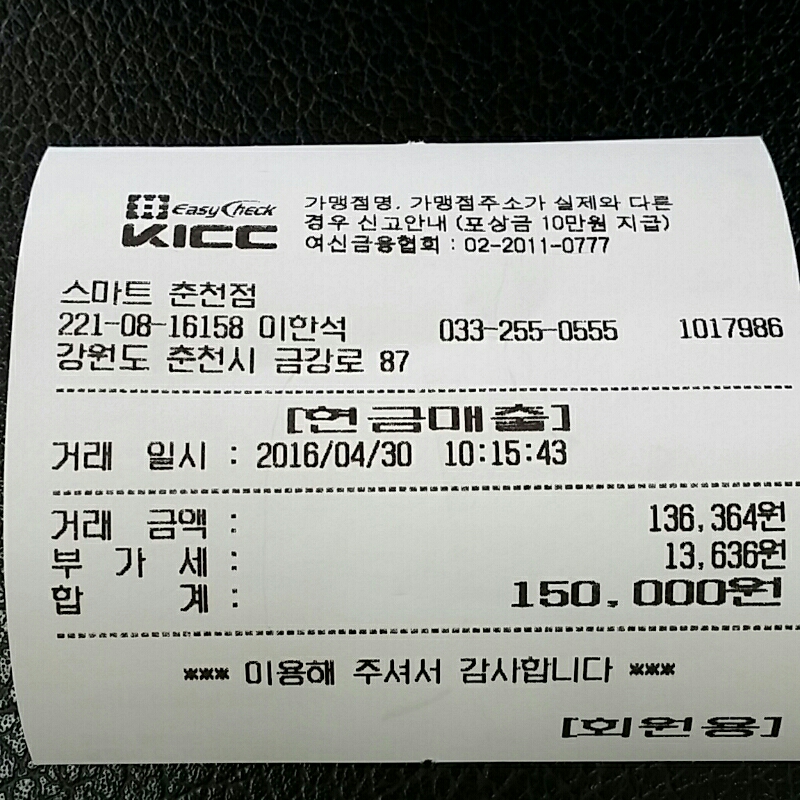 EasyCheck
KICC
가맹점명, 가맹점주소가 실제와 다른
경우 신고안내 (포상금 10만원 지급)
여신금융협회 : 02-2011-0777
스마트 춘천점
221-08-16158 이한석 033-255-0555 1017986
강원도 춘천시 금강로 87
[현금매출]
거래 일시 : 2016/04/30 10:15:43
거래 금액 : 136,364원
부 가 세 : 13,636원
합 계 : 150,000원
*** 이용해 주셔서 감사합니다 ***
[회원용]